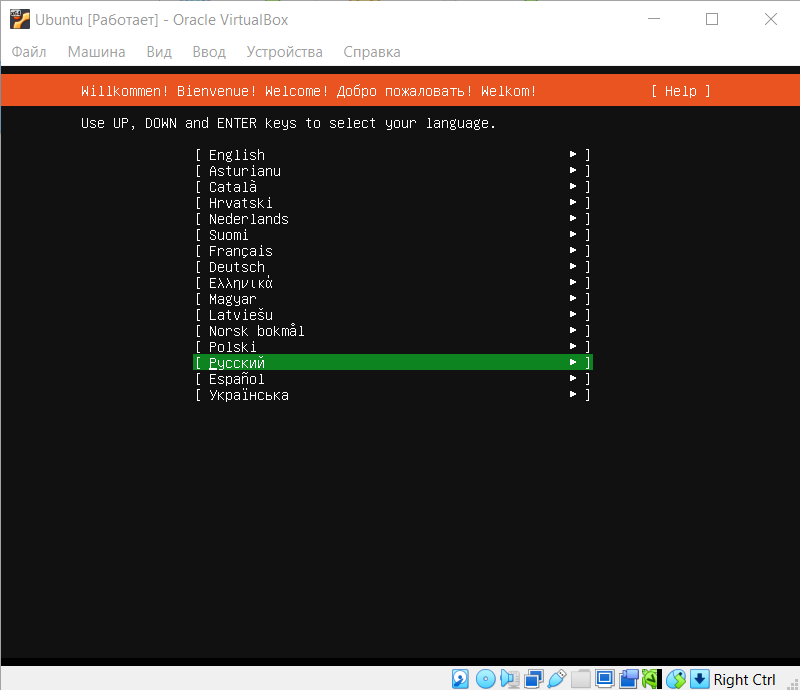 Ubuntu [Работает] - Oracle VirtualBox
Файл Машина Вид Ввод Устройства Справка
Willkommen! Bienvenue! Welcome! Добро пожаловать! Welkom! [ Help ]
Use UP, DOWN and ENTER keys to select your language.
[ English ► ]
[ Asturianu ► ]
[ Català ► ]
[ Hrvatski ► ]
[ Nederlands ► ]
[ Suomi ► ]
[ Français ► ]
[ Deutsch ► ]
[ Ελληνικά ► ]
[ Magyar ► ]
[ Latviešu ► ]
[ Norsk bokmål ► ]
[ Polski ► ]
[ Русский ► ]
[ Español ► ]
[ Українська ► ]
Right Ctrl